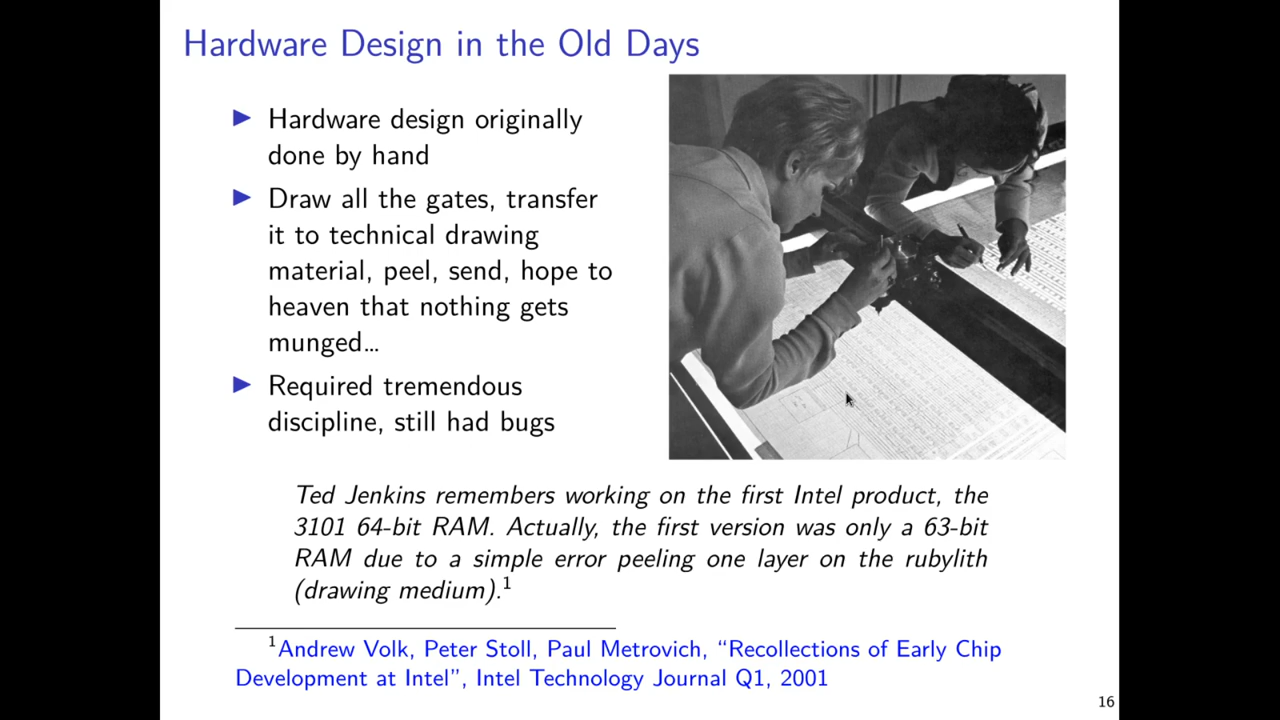 Hardware Design in the Old Days
▶ Hardware design originally
done by hand
▶ Draw all the gates, transfer
it to technical drawing
material, peel, send, hope to
heaven that nothing gets
munged…
▶ Required tremendous
discipline, still had bugs
Ted Jenkins remembers working on the first Intel product, the
3101 64-bit RAM. Actually, the first version was only a 63-bit
RAM due to a simple error peeling one layer on the rubylith
(drawing medium).¹
¹Andrew Volk, Peter Stoll, Paul Metrovich, “Recollections of Early Chip
Development at Intel”, Intel Technology Journal Q1, 2001
16